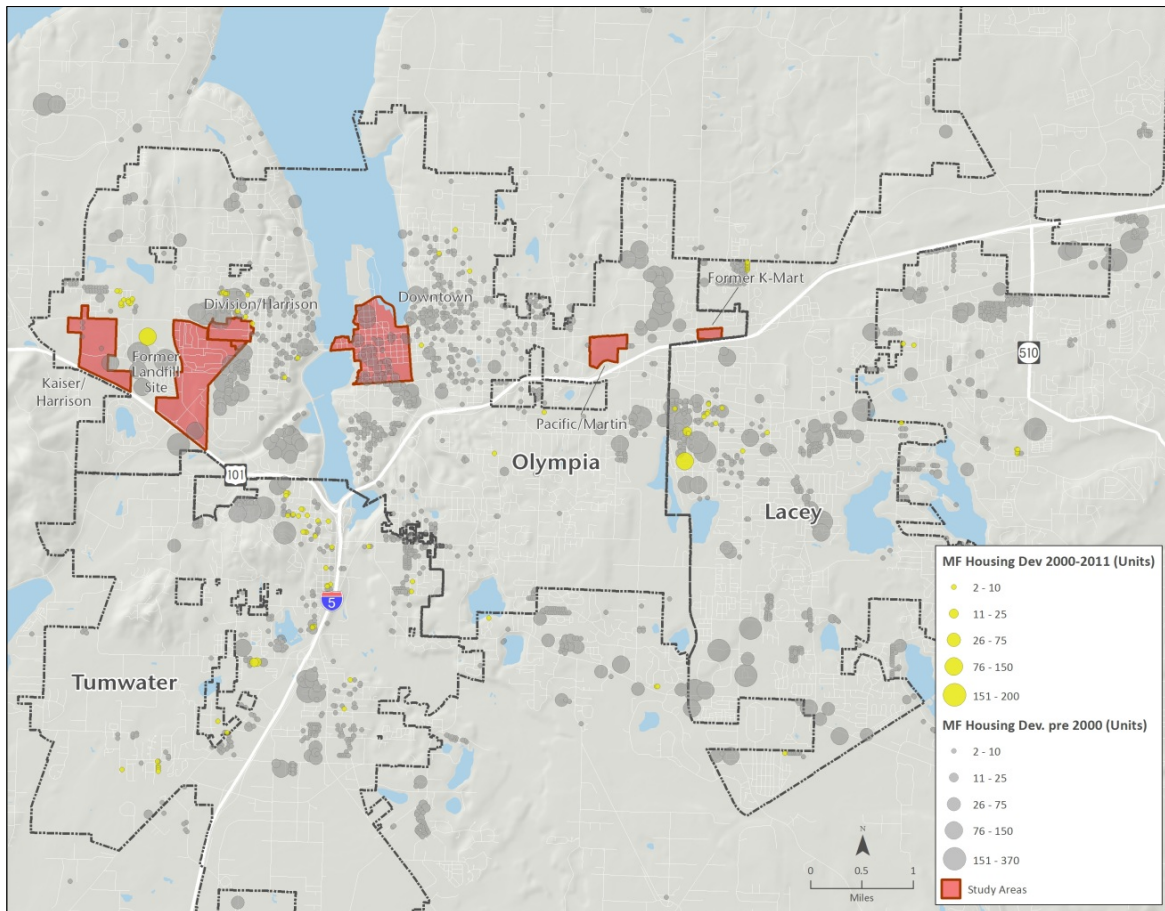 Division/Harrison
Downtown
Former K-Mart
Kaiser/
Harrison
Former
Landfill
Site
Pacific/Martin
510
Olympia
101
Lacey
5
Tumwater
MF Housing Dev 2000-2011 (Units)
2 - 10
11 - 25
26 - 75
76 - 150
151 - 200
MF Housing Dev. pre 2000 (Units)
2 - 10
11 - 25
26 - 75
76 - 150
151 - 370
Study Areas
N
0 0.5 1
Miles